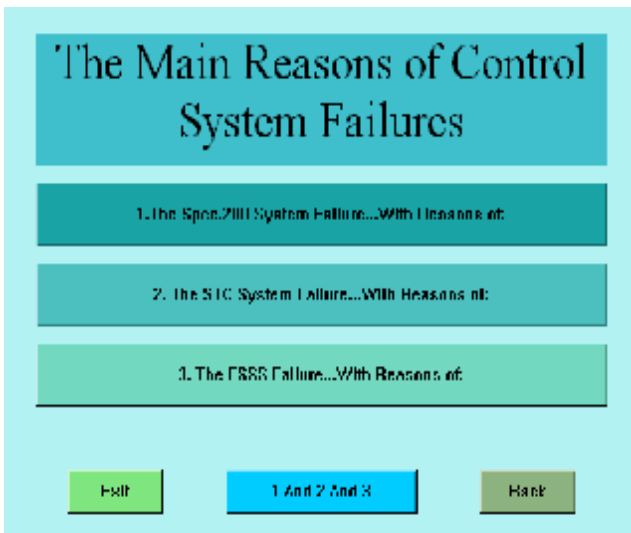 The Main Reasons of Control
System Failures
1.The Spec.200 System Failure...With Reasons of:
2. The STC System Failure...With Reasons of:
3. The FSSS Failure...With Reasons of:
Exit
1 And 2 And 3
Back